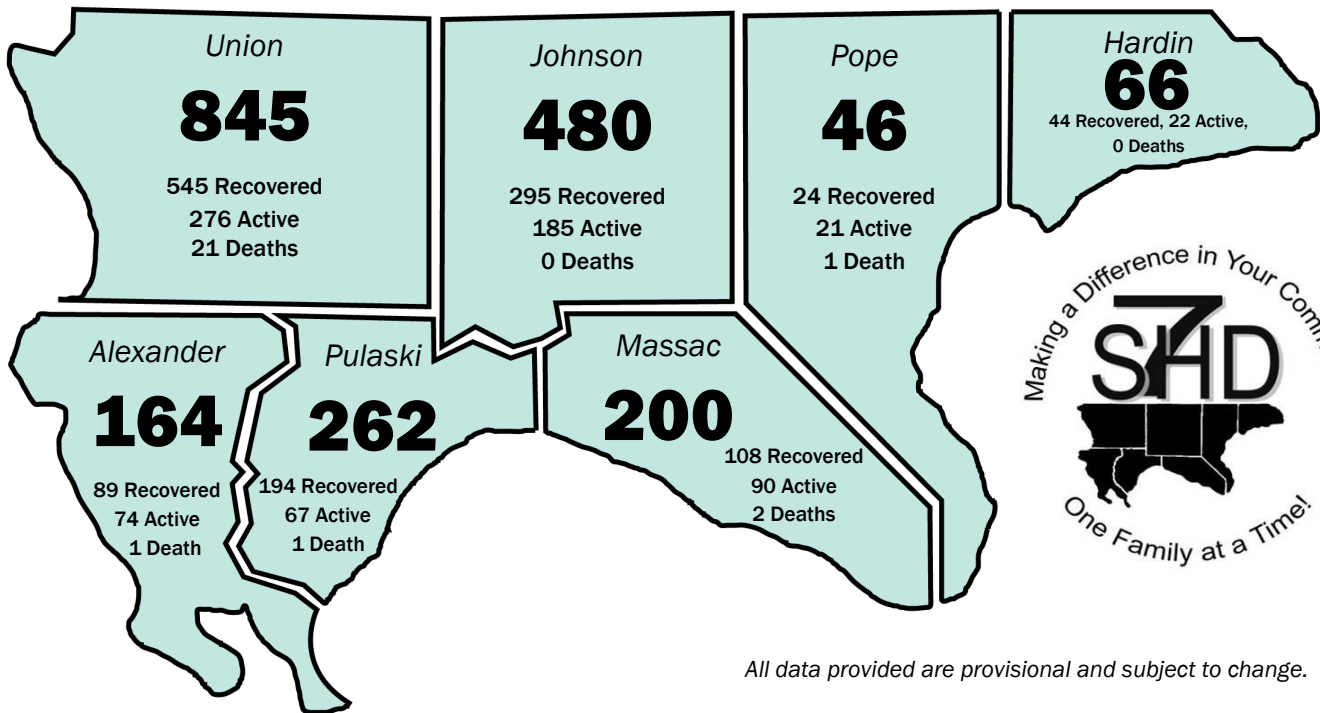 Union
845
545 Recovered
276 Active
21 Deaths
Johnson
480
295 Recovered
185 Active
0 Deaths
Pope
46
24 Recovered
21 Active
1 Death
Hardin
66
44 Recovered, 22 Active,
0 Deaths
Alexander
164
89 Recovered
74 Active
1 Death
Pulaski
262
194 Recovered
67 Active
1 Death
Massac
200
108 Recovered
90 Active
2 Deaths
Making a Difference in Your
S7HD
One Family at a Time!
All data provided are provisional and subject to change.